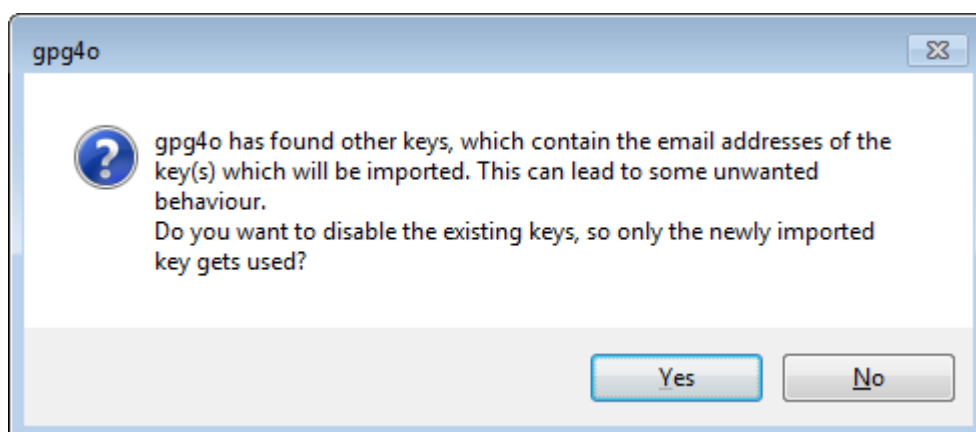 gpg4o
gpg4o has found other keys, which contain the email addresses of the
key(s) which will be imported. This can lead to some unwanted
behaviour.
Do you want to disable the existing keys, so only the newly imported
key gets used?
Yes
No